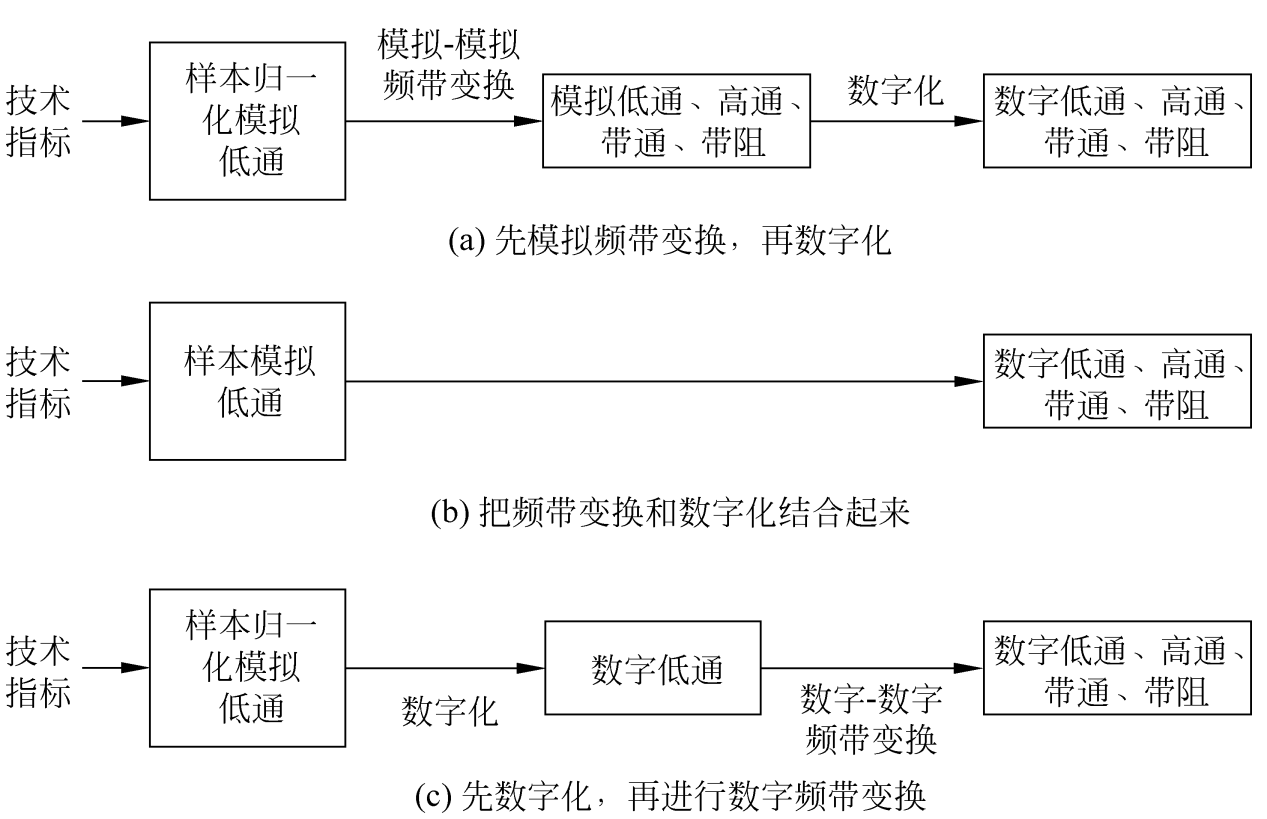 技术
指标
样本归一
化模拟
低通
模拟-模拟
频带变换
模拟低通、高通、
带通、带阻
数字化
数字低通、高通、
带通、带阻
(a) 先模拟频带变换，再数字化
技术
指标
样本模拟
低通
数字低通、高通、
带通、带阻
(b) 把频带变换和数字化结合起来
技术
指标
样本归一
化模拟
低通
数字化
数字低通
数字-数字
频带变换
数字低通、高通、
带通、带阻
(c) 先数字化，再进行数字频带变换